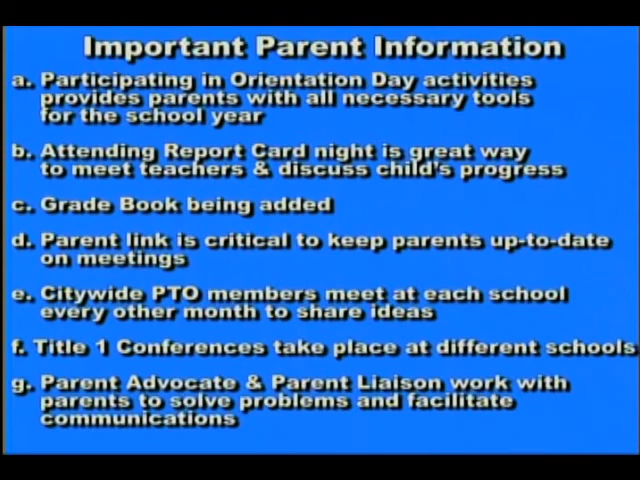 Important Parent Information
a. Participating in Orientation Day activities
provides parents with all necessary tools
for the school year
b. Attending Report Card night is great way
to meet teachers & discuss child's progress
c. Grade Book being added
d. Parent link is critical to keep parents up-to-date
on meetings
e. Citywide PTO members meet at each school
every other month to share ideas
f. Title 1 Conferences take place at different schools
g. Parent Advocate & Parent Liaison work with
parents to solve problems and facilitate
communications